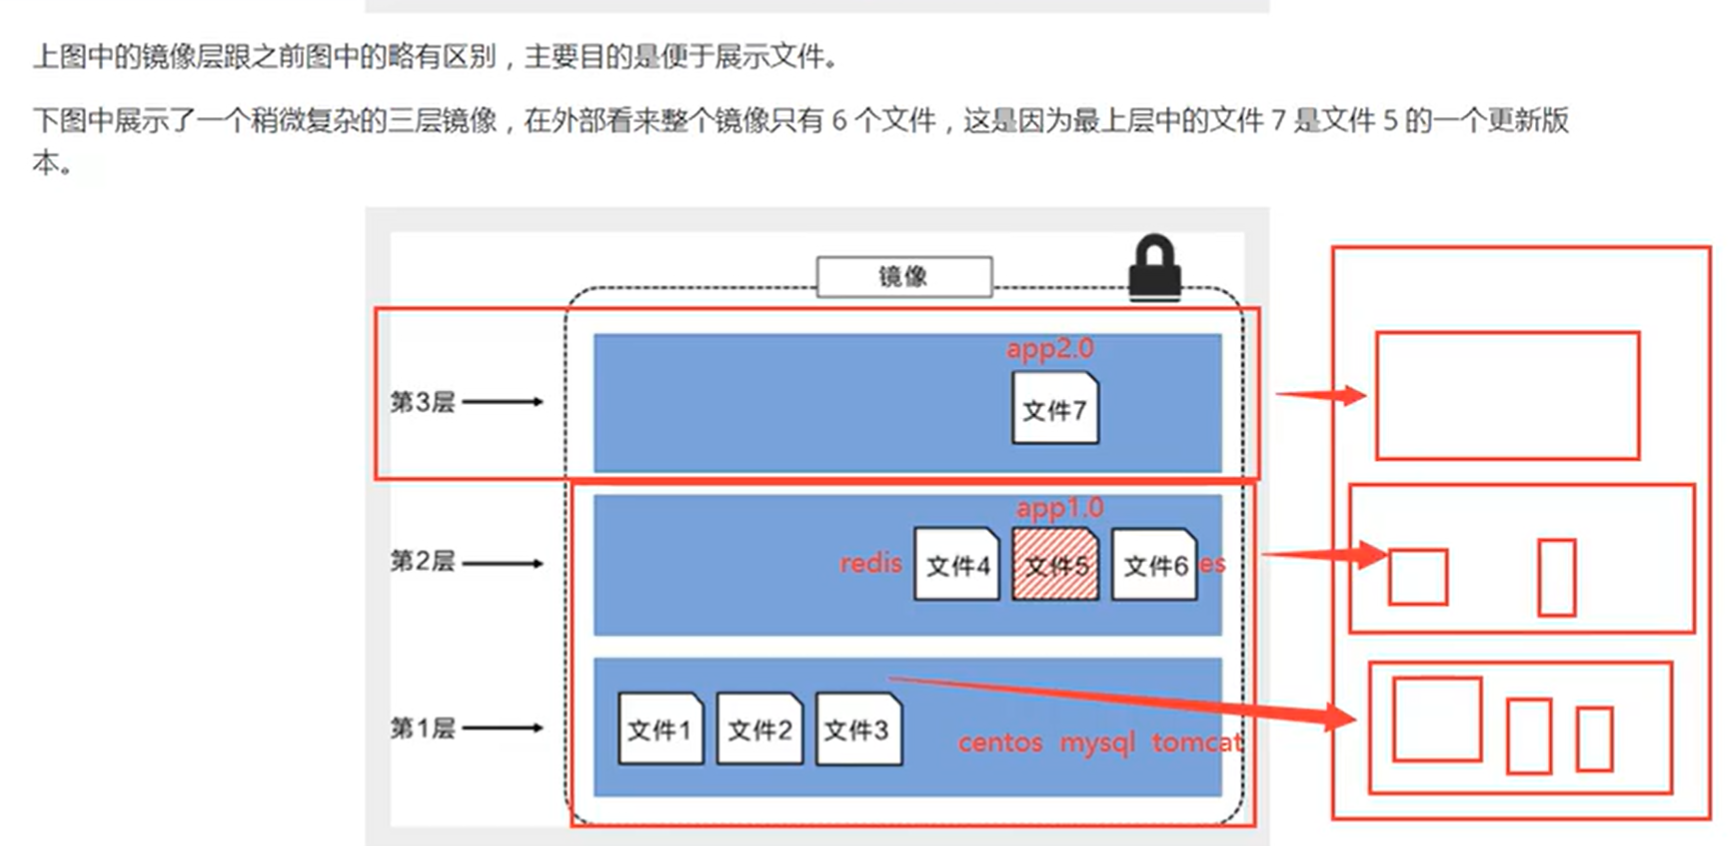 上图中的镜像层跟之前图中的略有区别，主要目的是便于展示文件。
下图中展示了一个稍微复杂的三层镜像，在外部看来整个镜像只有 6 个文件，这是因为最上层中的文件 7 是文件 5 的一个更新版
本。
镜像
app2.0
第3层
文件7
app1.0
第2层
redis
文件4
文件5
文件6
es
第1层
文件1
文件2
文件3
centos mysql tomcat